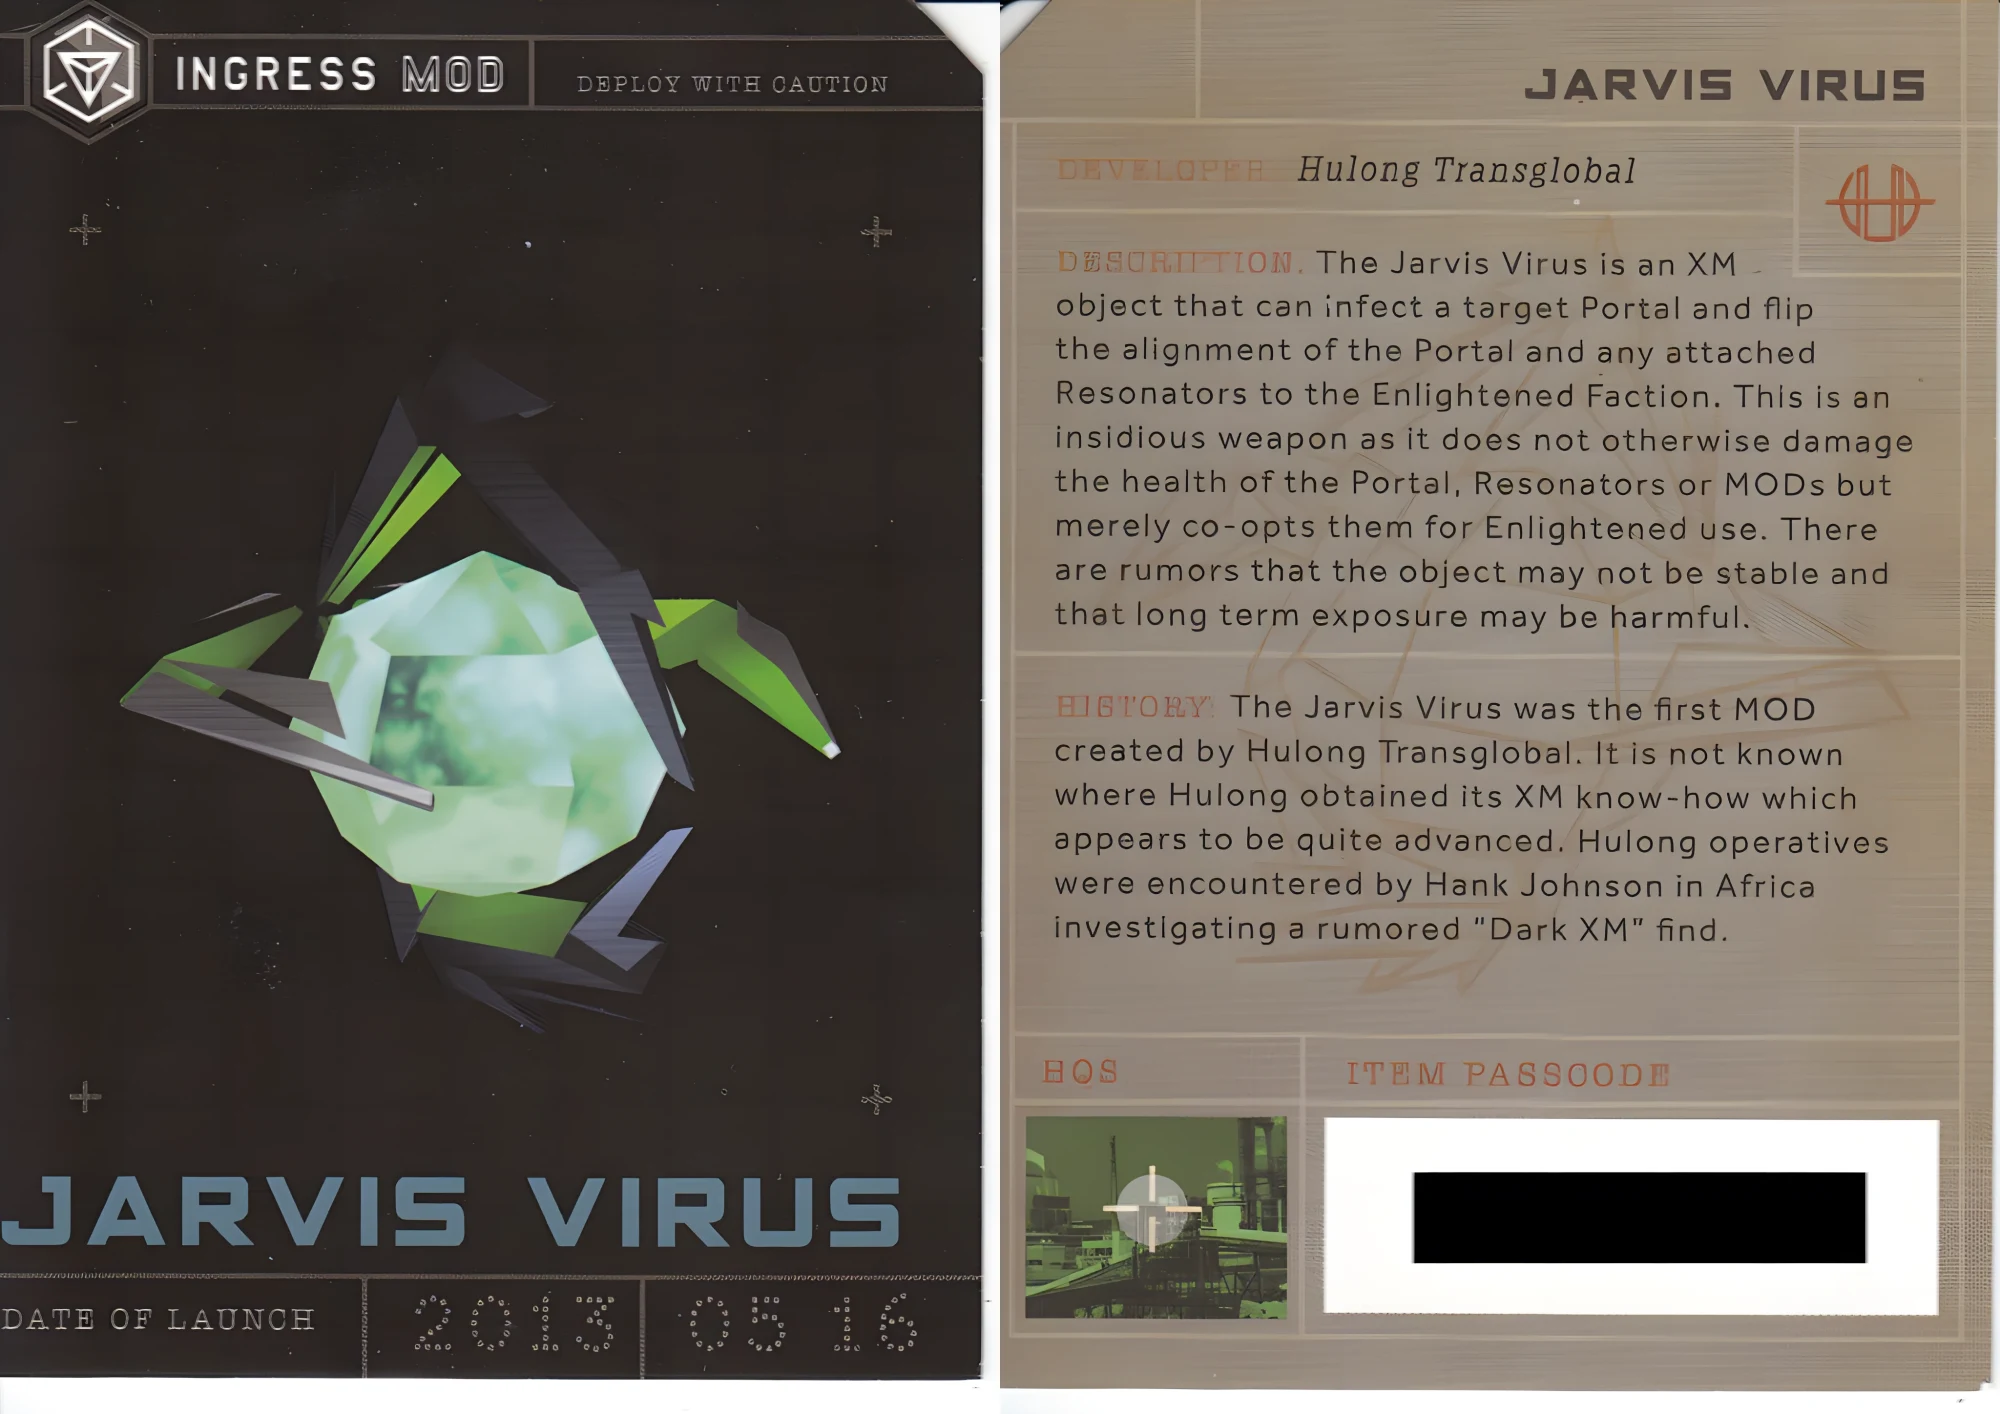 INGRESS MOD
DEPLOY WITH CAUTION
JARVIS VIRUS
DATE OF LAUNCH
2013
05 16
JARVIS VIRUS
DEVELOPER Hulong Transglobal
DESCRIPTION. The Jarvis Virus is an XM
object that can infect a target Portal and flip
the alignment of the Portal and any attached
Resonators to the Enlightened Faction. This is an
insidious weapon as it does not otherwise damage
the health of the Portal, Resonators or MODs but
merely co-opts them for Enlightened use. There
are rumors that the object may not be stable and
that long term exposure may be harmful.
HISTORY. The Jarvis Virus was the first MOD
created by Hulong Transglobal. It is not known
where Hulong obtained its XM know-how which
appears to be quite advanced. Hulong operatives
were encountered by Hank Johnson in Africa
investigating a rumored "Dark XM" find.
HQS
ITEM PASSCODE